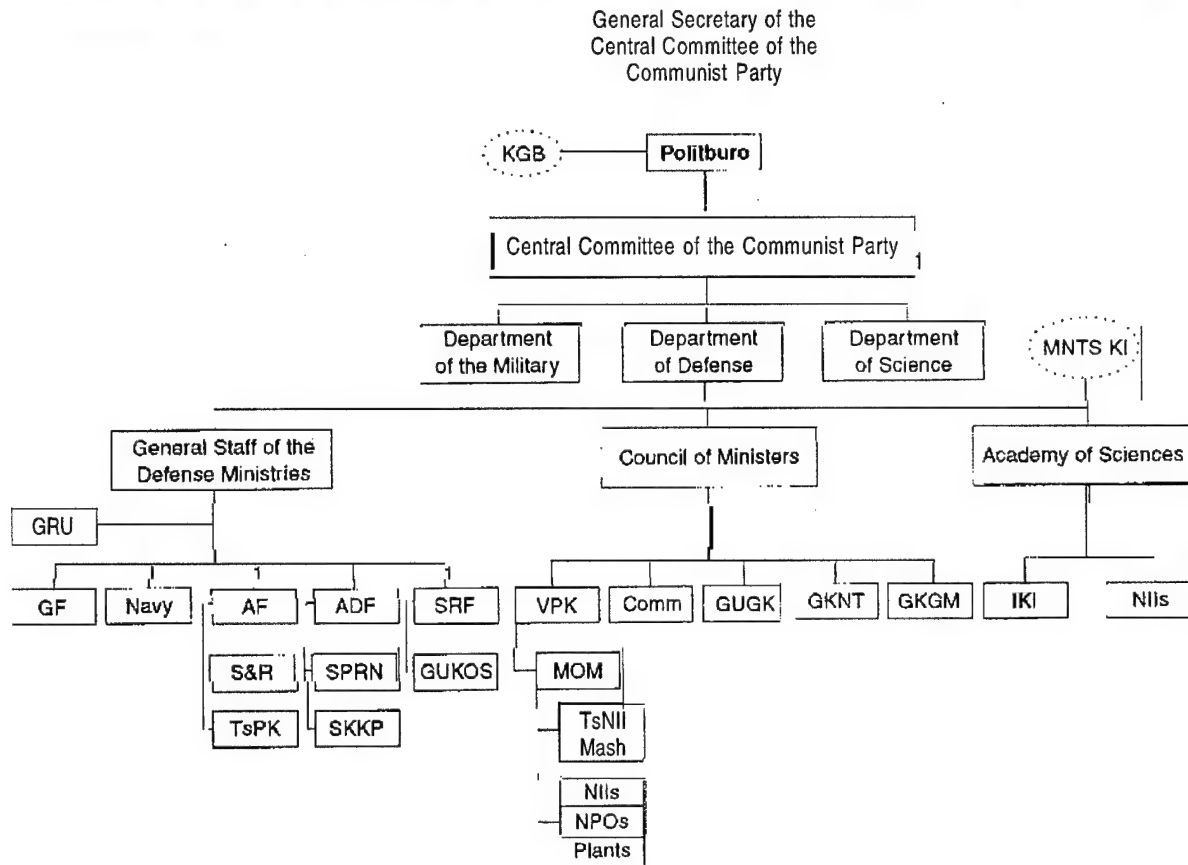 General Secretary of the
Central Committee of the
Communist Party
KGB
Politburo
Central Committee of the Communist Party
1
Department
of the Military
Department
of Defense
Department
of Science
MNTS KI
General Staff of the
Defense Ministries
Council of Ministers
Academy of Sciences
GRU
GF
Navy
AF
ADF
SRF
VPK
Comm
GUGK
GKNT
GKGM
IKI
NIIs
S&R
SPRN
GUKOS
MOM
TsPK
SKKP
TsNII
Mash
NIIs
NPOs
Plants